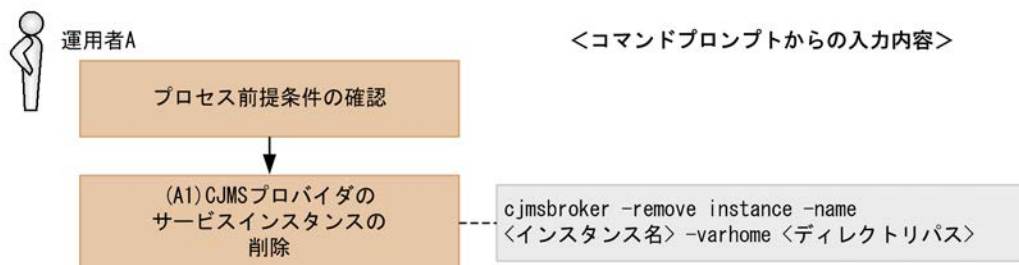 運用者A
＜コマンドプロンプトからの入力内容＞
プロセス前提条件の確認
(A1)CJMSプロバイダの
サービスインスタンスの
削除
cjmsbroker -remove instance -name
<インスタンス名> -varhome <ディレクトリパス>